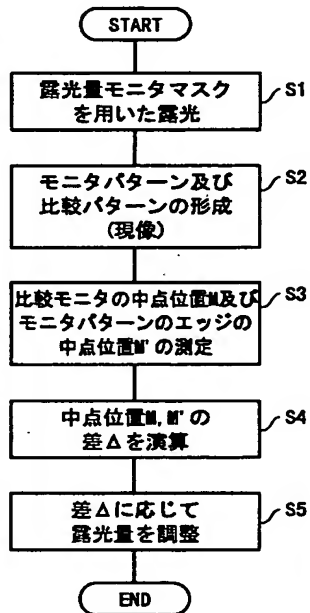 START
露光量モニタマスク
を用いた露光
S1
モニタパターン及び
比較パターンの形成
(現像)
S2
比較モニタの中点位置M及び
モニタパターンのエッジの
中点位置M'の測定
S3
中点位置M,M'の
差Δを演算
S4
差Δに応じて
露光量を調整
S5
END